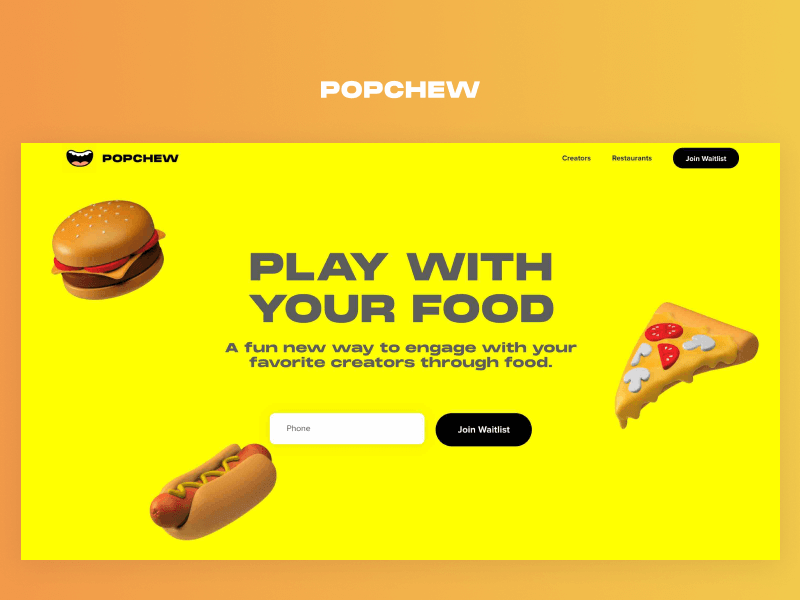 POPCHEW
POPCHEW
Creators
Restaurants
Join Waitlist
PLAY WITH
YOUR FOOD
A fun new way to engage with your
favorite creators through food.
Phone
Join Waitlist